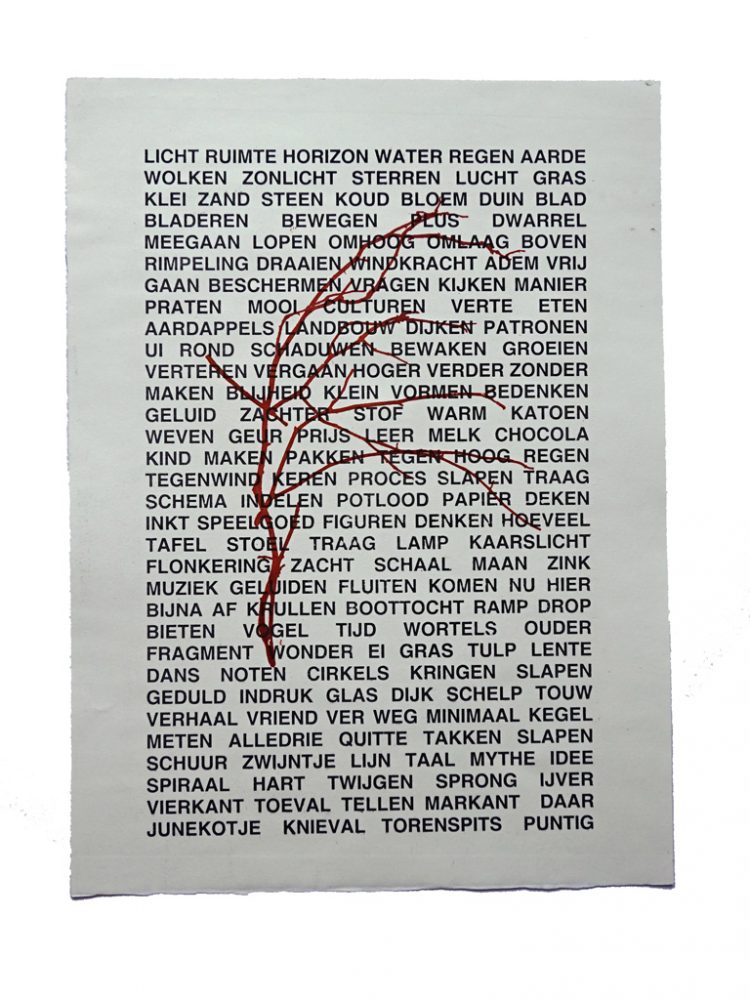 LICHT RUIMTE HORIZON WATER REGEN AARDE
WOLKEN ZONLICHT STERREN LUCHT GRAS
KLEI ZAND STEEN KOUD BLOEM DUIN BLAD
BLADEREN BEWEGEN PLUS DWARREL
MEEGAAN LOPEN OMHOOG OMLAAG BOVEN
RIMPELING DRAAIEN WINDKRACHT ADEM VRIJ
GAAN BESCHERMEN VRAGEN KIJKEN MANIER
PRATEN MOOI CULTUREN VERTE ETEN
AARDAPPELS LANDBOUW DIJKEN PATRONEN
UI ROND SCHADUWEN BEWAKEN GROEIEN
VERTEREN VERGAAN HOGER VERDER ZONDER
MAKEN BLIJHEID KLEIN VORMEN BEDENKEN
GELUID ZACHTER STOF WARM KATOEN
WEVEN GEUR PRIJS LEER MELK CHOCOLA
KIND MAKEN PAKKEN TEGEN HOOG REGEN
TEGENWIND KEREN PROCES SLAPEN TRAAG
SCHEMA INDELEN POTLOOD PAPIER DEKEN
INKT SPEELGOED FIGUREN DENKEN HOEVEEL
TAFEL STOEL TRAAG LAMP KAARSLICHT
FLONKERING ZACHT SCHAAL MAAN ZINK
MUZIEK GELUIDEN FLUITEN KOMEN NU HIER
BIJNA AF KRULLEN BOOTTOCHT RAMP DROP
BIETEN VOGEL TIJD WORTELS OUDER
FRAGMENT WONDER EI GRAS TULP LENTE
DANS NOTEN CIRKELS KRINGEN SLAPEN
GEDULD INDRUK GLAS DIJK SCHELP TOUW
VERHAAL VRIEND VER WEG MINIMAAL KEGEL
METEN ALLEDRIE QUITTE TAKKEN SLAPEN
SCHUUR ZWIJNTJE LIJN TAAL MYTHE IDEE
SPIRAAL HART TWIJGEN SPRONG IJVER
VIERKANT TOEVAL TELLEN MARKANT DAAR
JUNEKOTJE KNIEVAL TORENSPITS PUNTIG